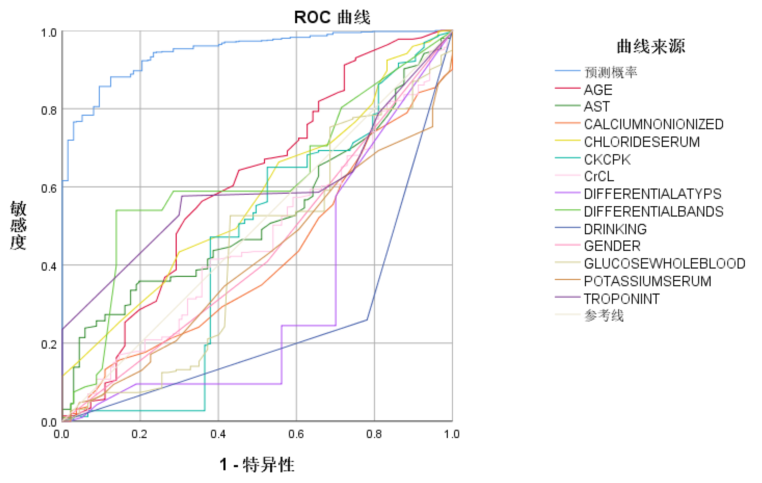 ROC 曲线
曲线来源
预测概率
AGE
AST
CALCIUMNONIONIZED
CHLORIDESERUM
CKCPK
CrCL
DIFFERENTIALATYPS
DIFFERENTIALBANDS
DRINKING
GENDER
GLUCOSEWHOLEBLOOD
POTASSIUMSERUM
TROPONINT
参考线
敏感度
1.0
0.8
0.6
0.4
0.2
0.0
0.0 0.2 0.4 0.6 0.8 1.0
1 - 特异性